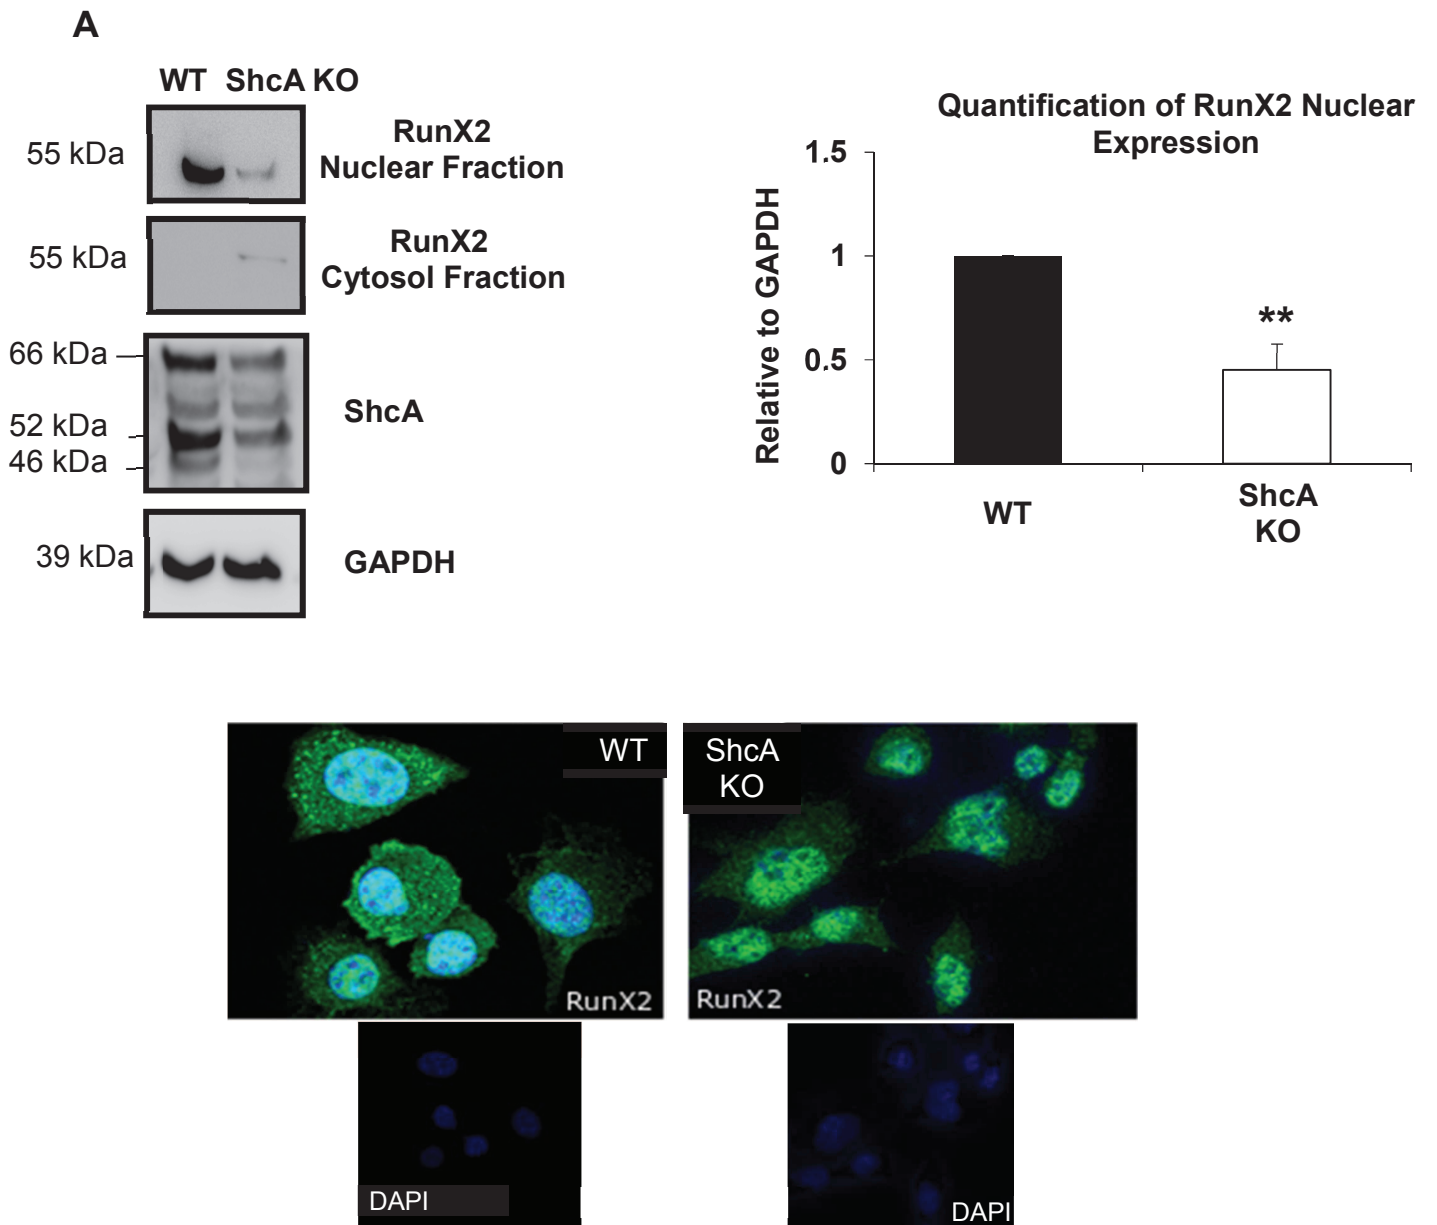 A
WT ShcA KO
55 kDa
RunX2
Nuclear Fraction
55 kDa
RunX2
Cytosol Fraction
66 kDa
52 kDa
46 kDa
ShcA
39 kDa
GAPDH
Quantification of RunX2 Nuclear
Expression
Relative to GAPDH
1.5
1
0.5
0
**
WT
ShcA
KO
WT
RunX2
ShcA
KO
RunX2
DAPI
DAPI